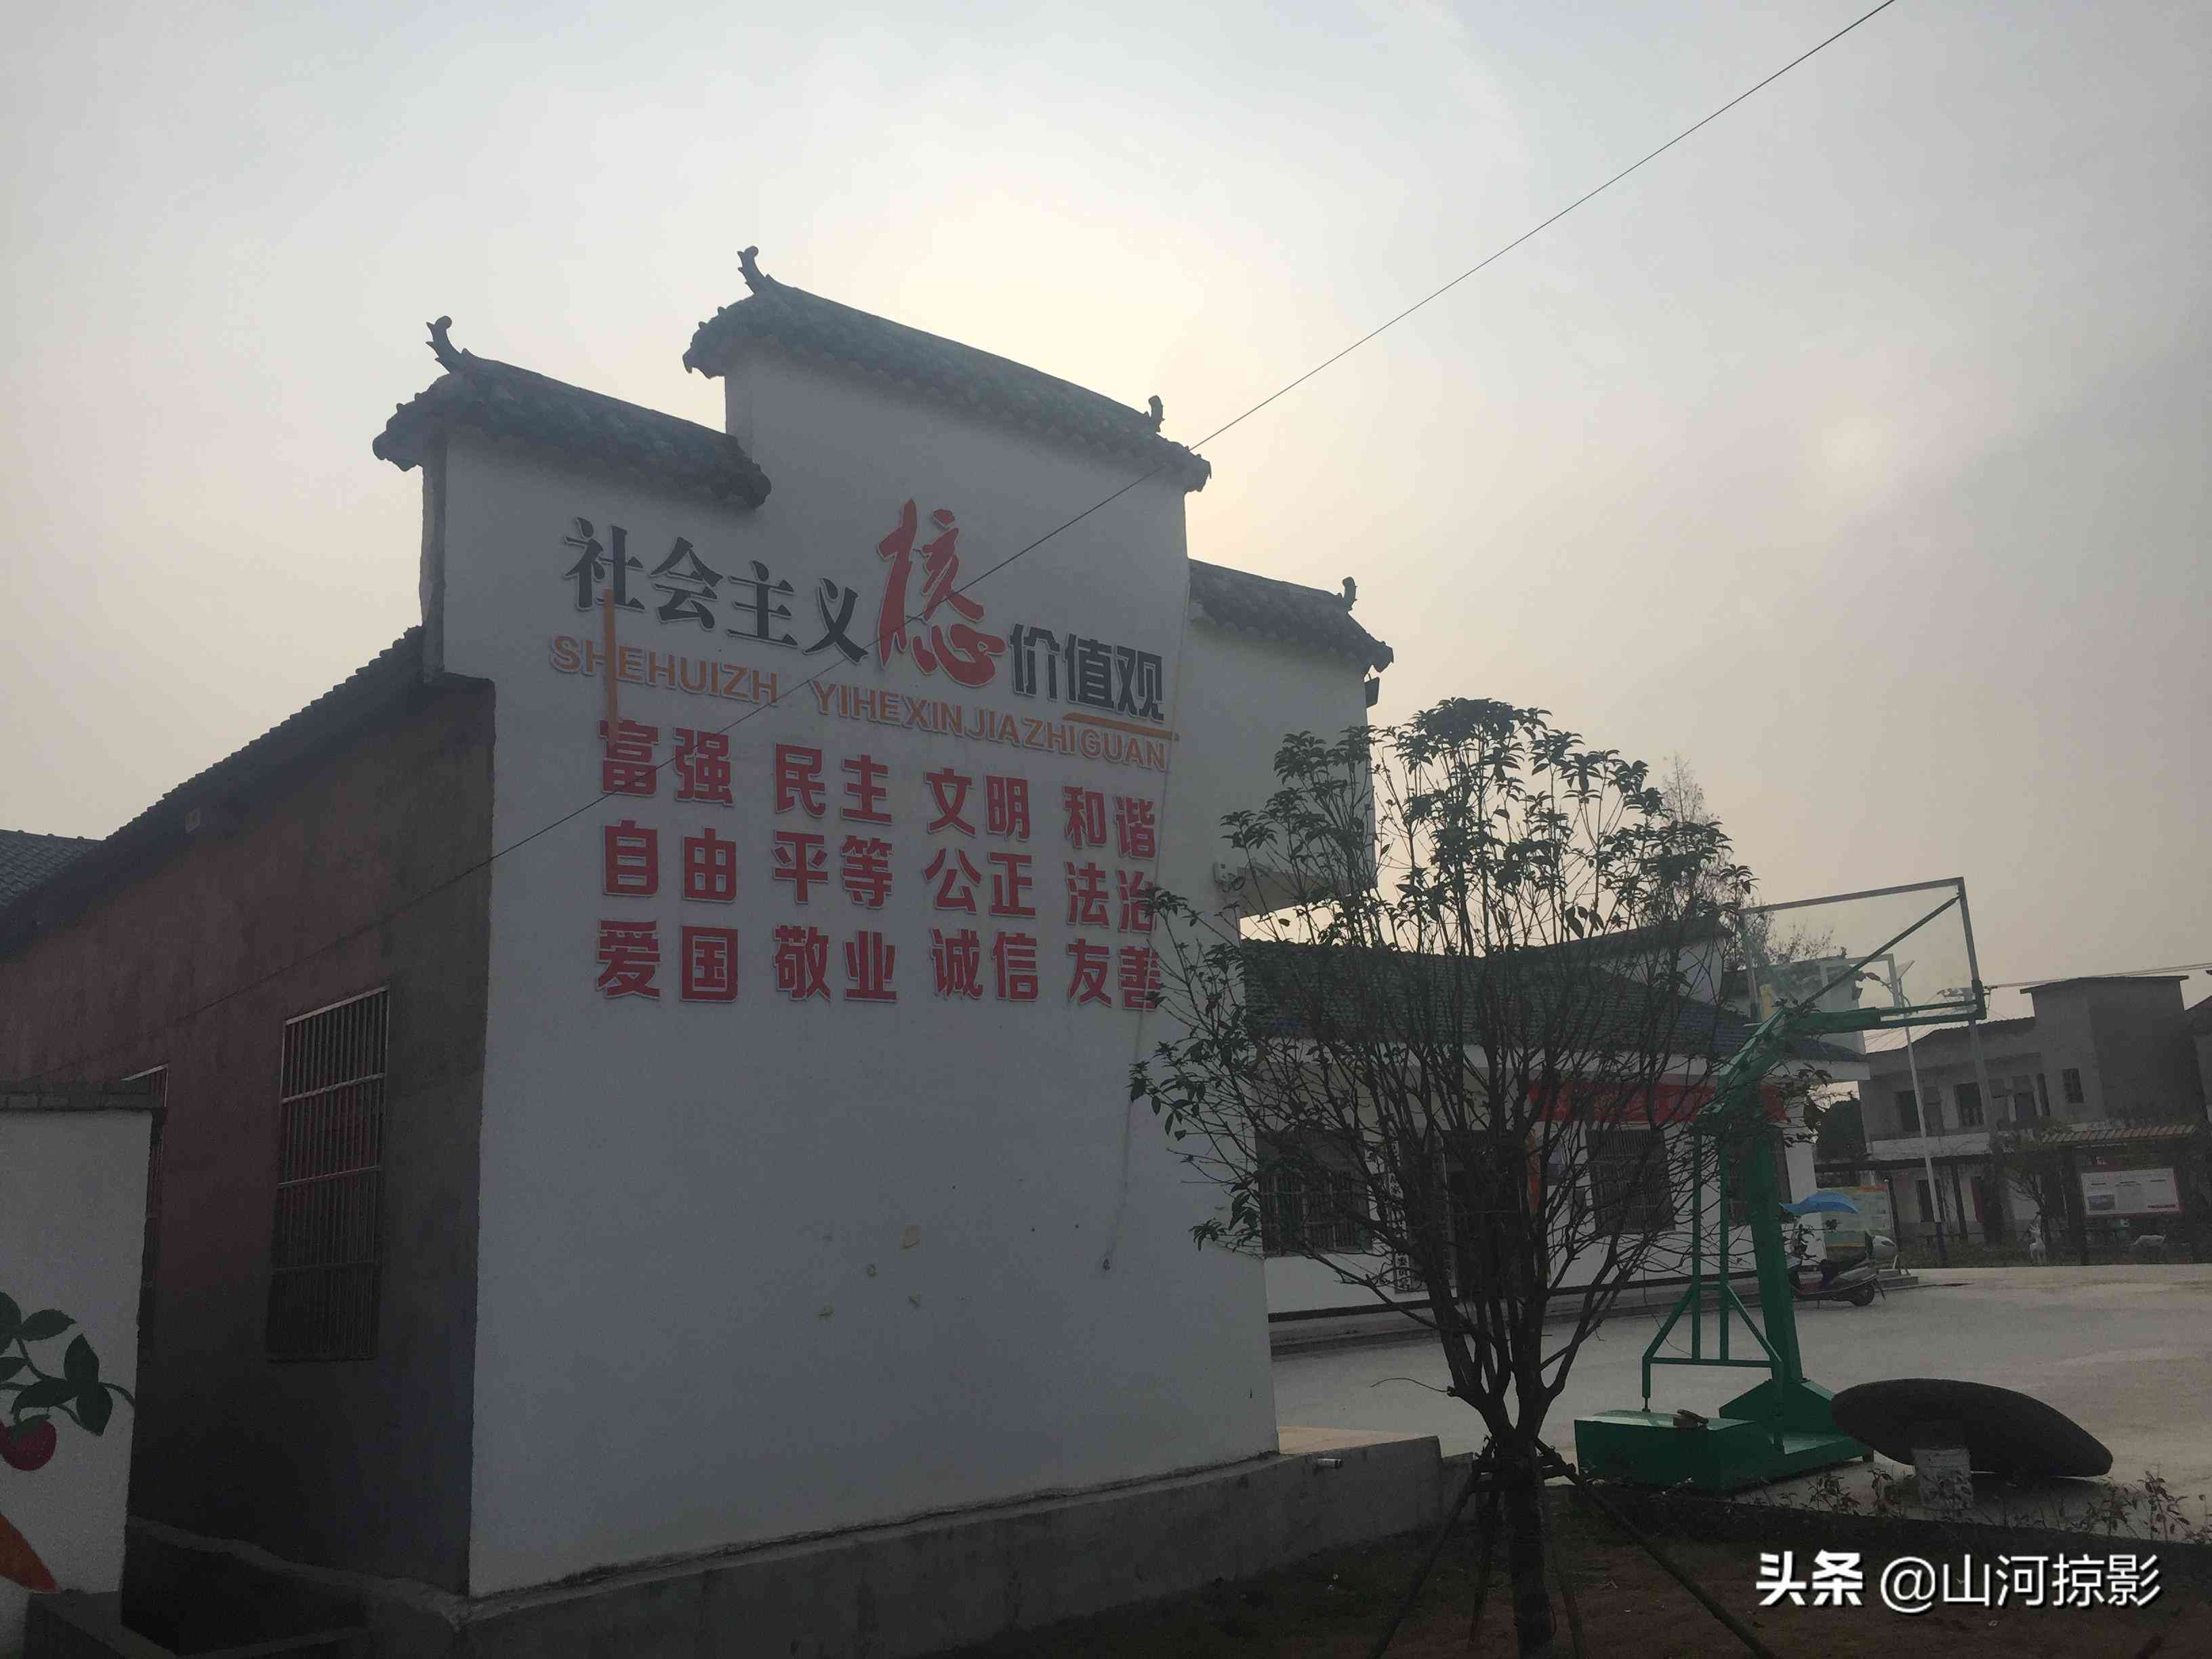 社会主义核心价值观
SHEHUIZH YIHEXINJIAZHIGUAN
富强 民主 文明 和谐
自由 平等 公正 法治
爱国 敬业 诚信 友善
头条 @山河掠影